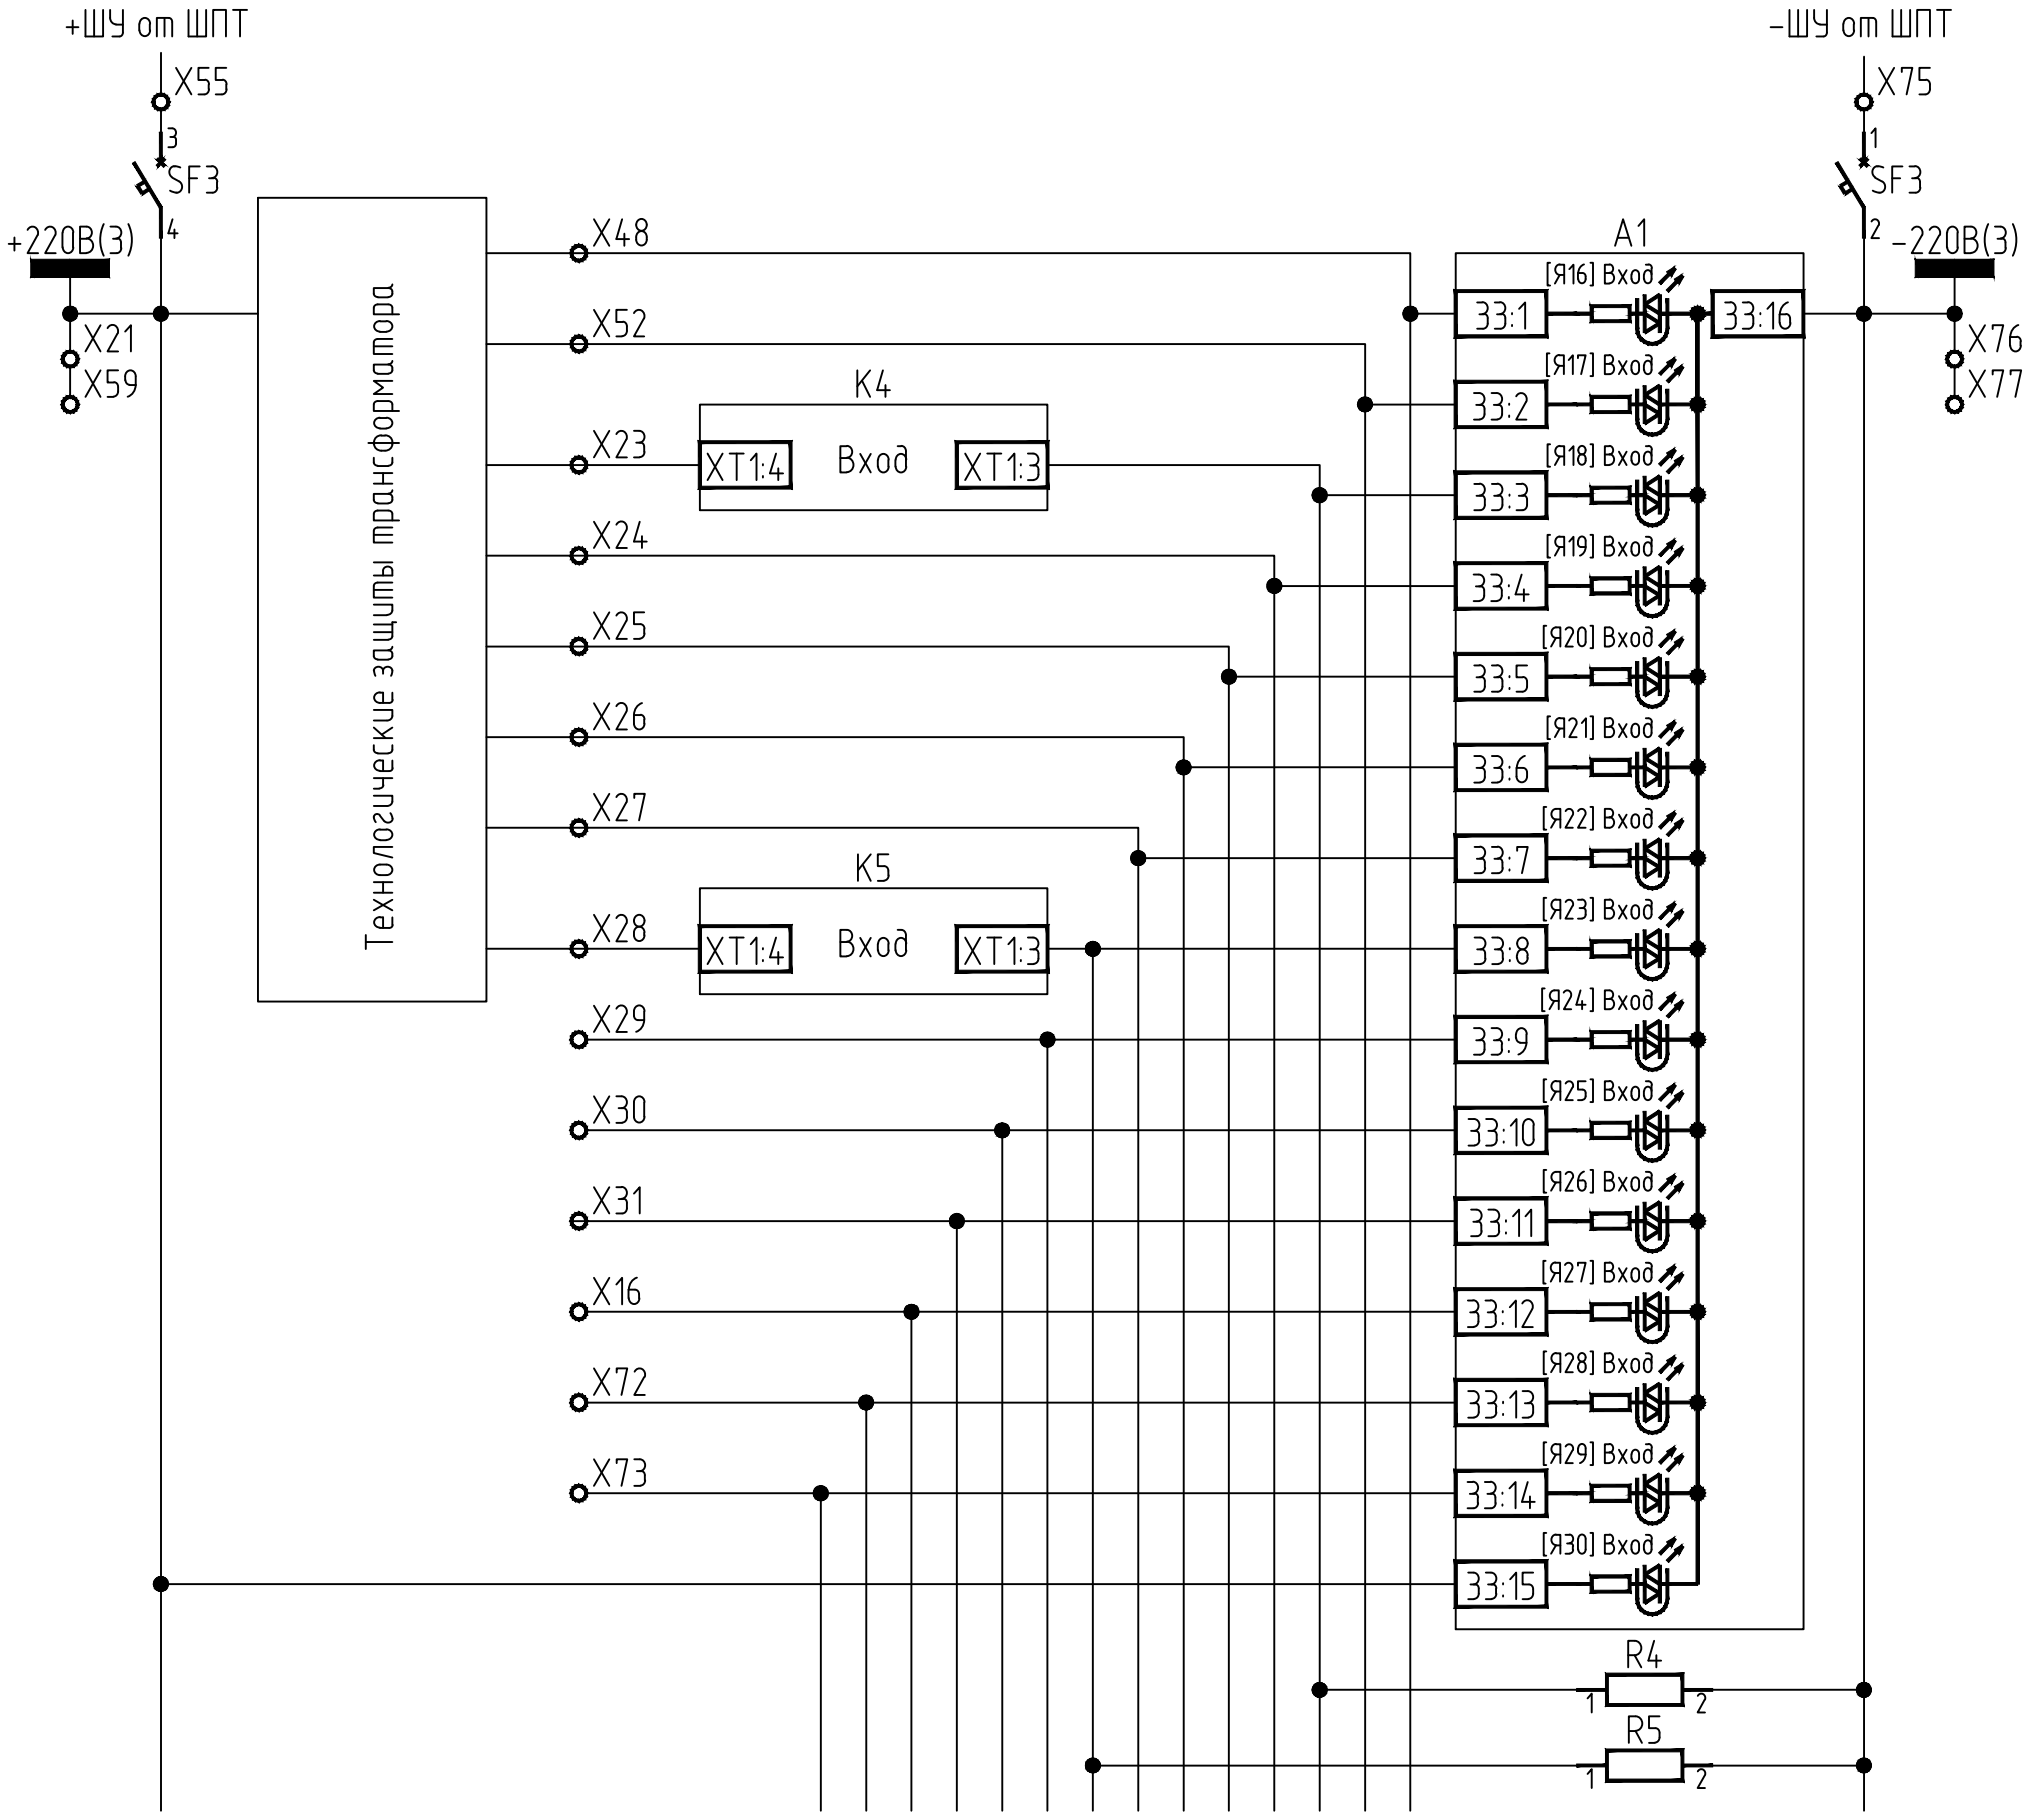 +ШУ от ШПТ
-ШУ от ШПТ
X55
X75
3
1
SF3
SF3
4
2
+220В(3)
-220В(3)
X21
X59
X76
X77
Технологические защиты трансформатора
A1
X48
[Я16] Вход
33:1
33:16
X52
[Я17] Вход
33:2
K4
X23
XT1:4
Вход
XT1:3
[Я18] Вход
33:3
X24
[Я19] Вход
33:4
X25
[Я20] Вход
33:5
X26
[Я21] Вход
33:6
X27
[Я22] Вход
33:7
K5
X28
XT1:4
Вход
XT1:3
[Я23] Вход
33:8
X29
[Я24] Вход
33:9
X30
[Я25] Вход
33:10
X31
[Я26] Вход
33:11
X16
[Я27] Вход
33:12
X72
[Я28] Вход
33:13
X73
[Я29] Вход
33:14
[Я30] Вход
33:15
R4
1
2
R5
1
2